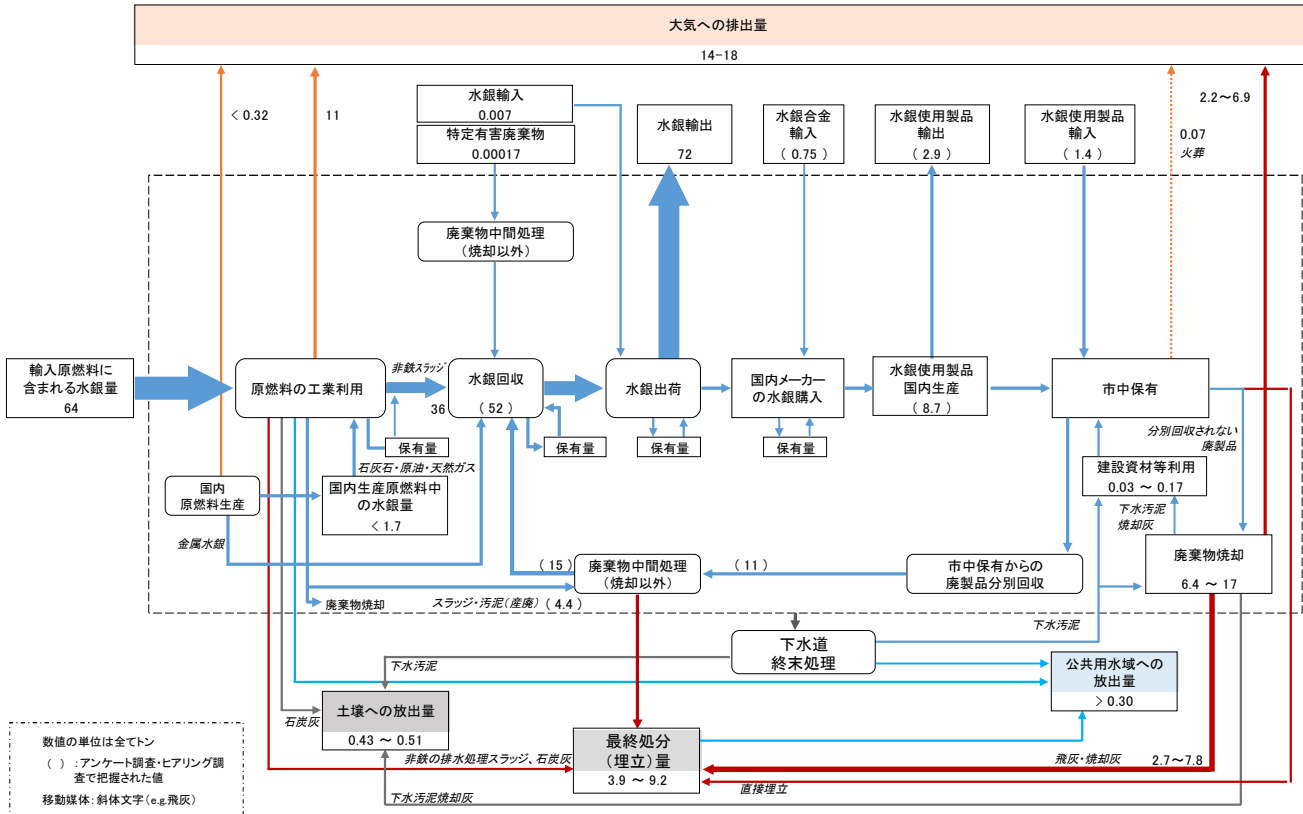 大気への排出量
14-18
< 0.32
11
水銀輸入
0.007
特定有害廃棄物
0.00017
水銀輸出
72
水銀合金
輸入
( 0.75 )
水銀使用製品
輸出
( 2.9 )
水銀使用製品
輸入
( 1.4 )
2.2～6.9
0.07
火葬
廃棄物中間処理
(焼却以外)
輸入原燃料に
含まれる水銀量
64
原燃料の工業利用
非鉄スラッジ
36
水銀回収
( 52 )
水銀出荷
国内メーカー
の水銀購入
水銀使用製品
国内生産
( 8.7 )
市中保有
保有量
保有量
保有量
保有量
分別回収されない
廃製品
石灰石・原油・天然ガス
国内
原燃料生産
国内生産原燃料中
の水銀量
< 1.7
建設資材等利用
0.03 ～ 0.17
下水汚泥
焼却灰
金属水銀
( 15 )
廃棄物中間処理
(焼却以外)
( 11 )
市中保有からの
廃製品分別回収
廃棄物焼却
6.4 ～ 17
廃棄物焼却
スラッジ・汚泥(産廃) ( 4.4 )
下水汚泥
下水道
終末処理
下水汚泥
公共用水域への
放出量
> 0.30
石炭灰
土壌への放出量
0.43 ～ 0.51
非鉄の排水処理スラッジ、石炭灰
最終処分
(埋立)量
3.9 ～ 9.2
飛灰・焼却灰
2.7～7.8
直接埋立
下水汚泥焼却灰
数値の単位は全てトン
( ) :アンケート調査・ヒアリング調
査で把握された値
移動媒体:斜体文字(e.g.飛灰)